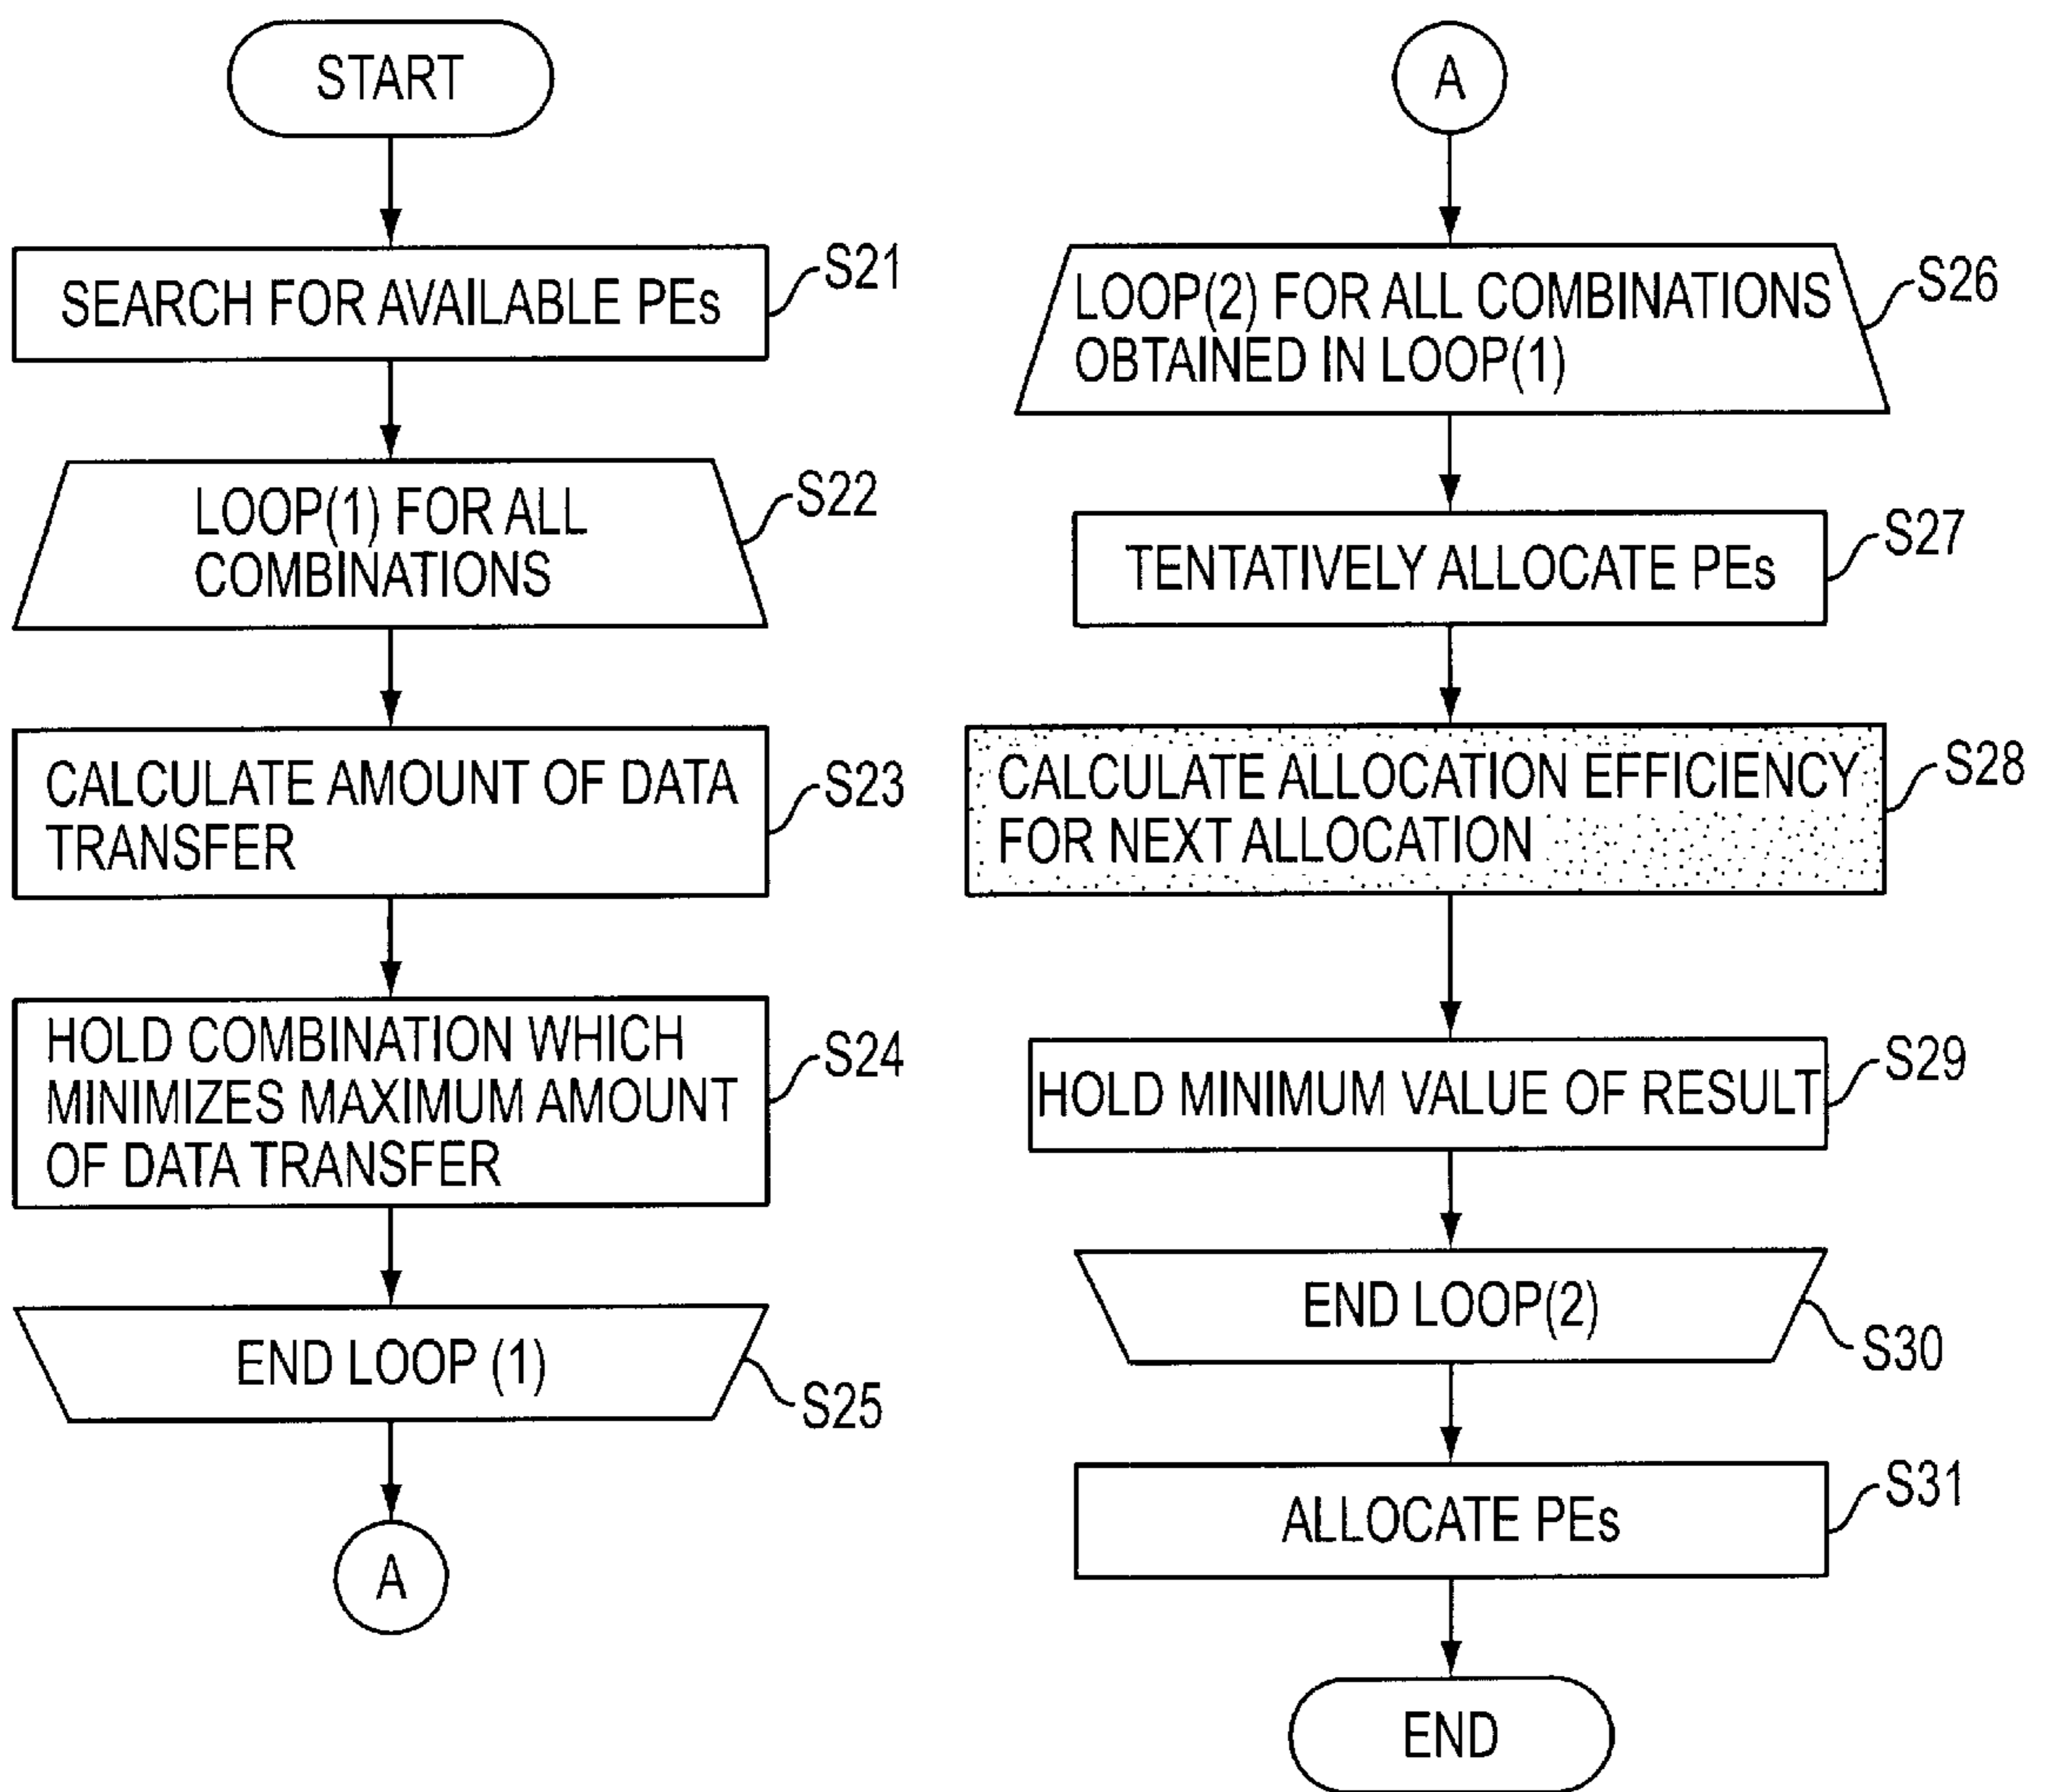 START
SEARCH FOR AVAILABLE PEs
S21
LOOP(1) FOR ALL
COMBINATIONS
S22
CALCULATE AMOUNT OF DATA
TRANSFER
S23
HOLD COMBINATION WHICH
MINIMIZES MAXIMUM AMOUNT
OF DATA TRANSFER
S24
END LOOP (1)
S25
A
A
LOOP(2) FOR ALL COMBINATIONS
OBTAINED IN LOOP(1)
S26
TENTATIVELY ALLOCATE PEs
S27
CALCULATE ALLOCATION EFFICIENCY
FOR NEXT ALLOCATION
S28
HOLD MINIMUM VALUE OF RESULT
S29
END LOOP(2)
S30
ALLOCATE PEs
S31
END